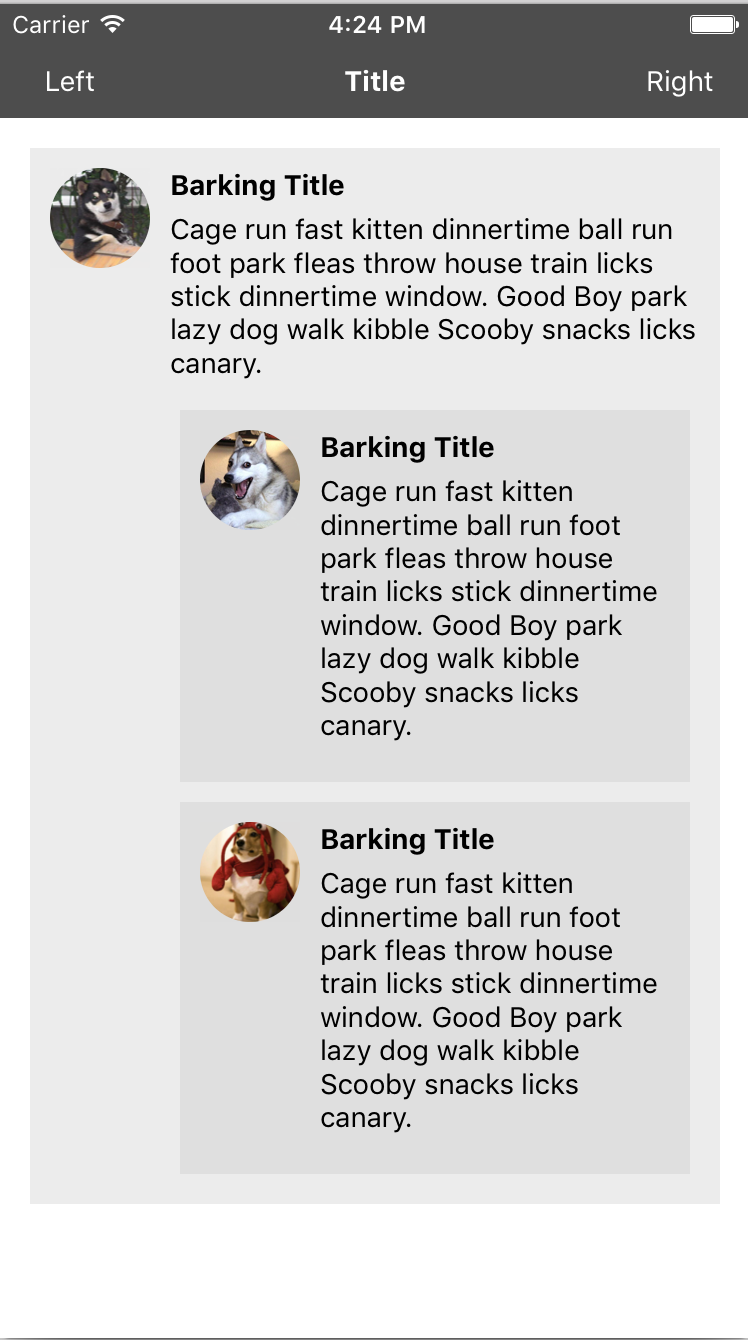 Carrier 4:24 PM
Left Title Right
Barking Title
Cage run fast kitten dinnertime ball run
foot park fleas throw house train licks
stick dinnertime window. Good Boy park
lazy dog walk kibble Scooby snacks licks
canary.
Barking Title
Cage run fast kitten
dinnertime ball run foot
park fleas throw house
train licks stick dinnertime
window. Good Boy park
lazy dog walk kibble
Scooby snacks licks
canary.
Barking Title
Cage run fast kitten
dinnertime ball run foot
park fleas throw house
train licks stick dinnertime
window. Good Boy park
lazy dog walk kibble
Scooby snacks licks
canary.